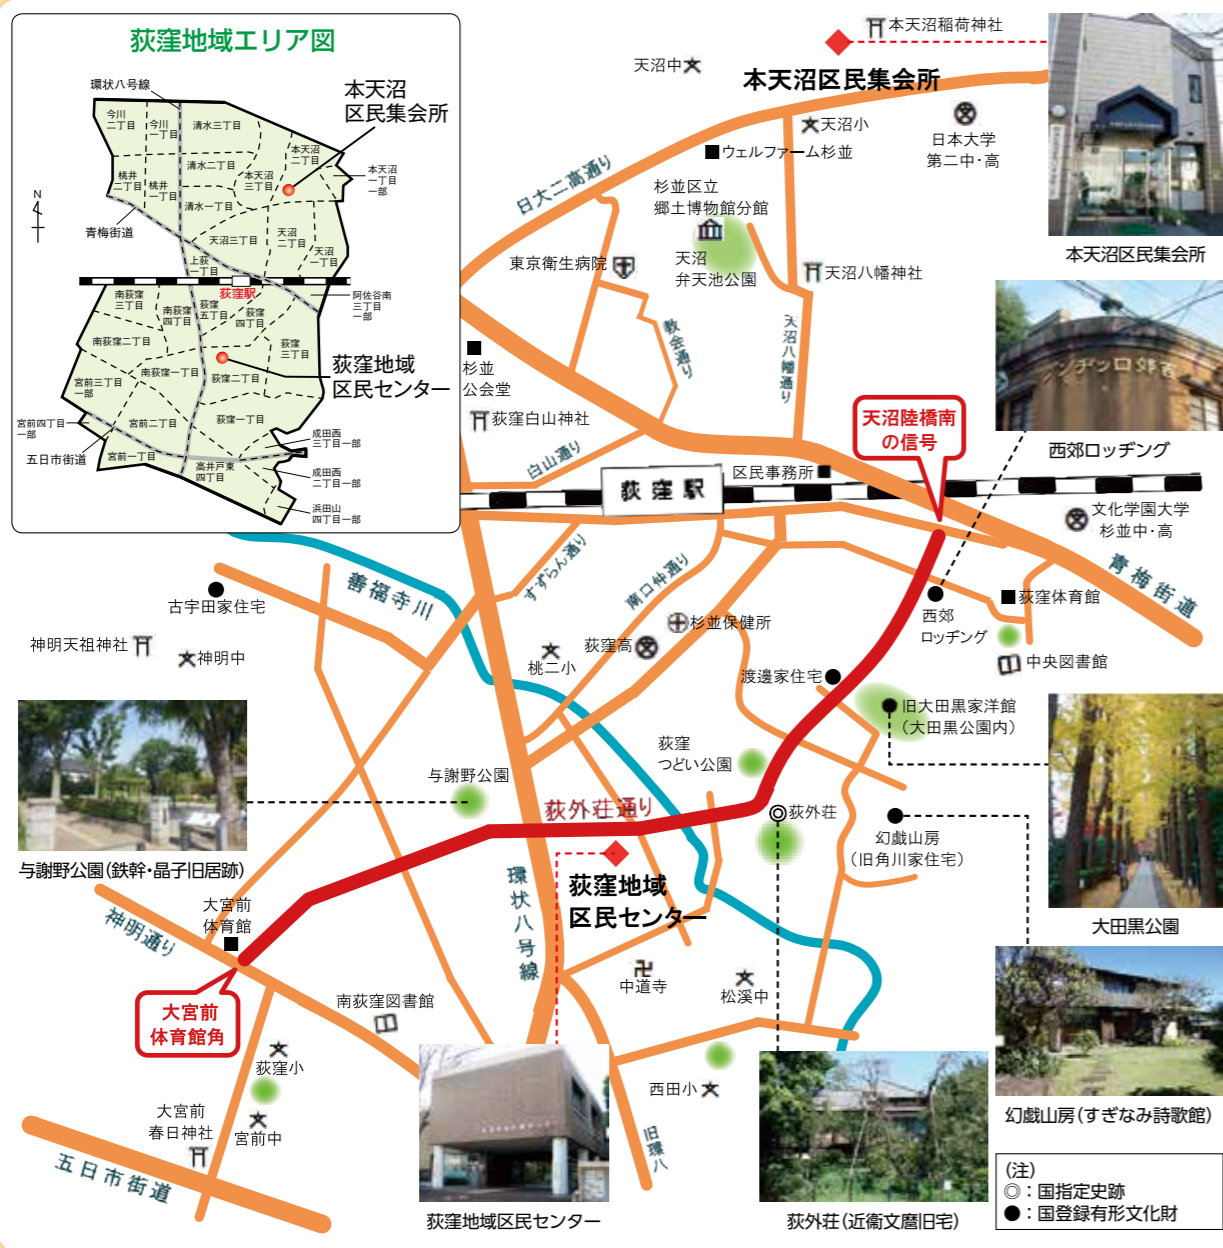 荻窪地域エリア図
環状八号線
本天沼
区民集会所
今川
二丁目
今川
一丁目
清水三丁目
本天沼
二丁目
桃井
二丁目
桃井
一丁目
清水二丁目
本天沼
三丁目
本天沼
一丁目
一部
清水一丁目
青梅街道
天沼三丁目
天沼
二丁目
天沼
一丁目
上荻
一丁目
N
荻窪駅
南荻窪
三丁目
南荻窪
四丁目
荻窪
五丁目
荻窪
四丁目
阿佐谷南
三丁目
一部
南荻窪二丁目
荻窪
三丁目
南荻窪一丁目
荻窪二丁目
荻窪地域
区民センター
宮前三丁目
一部
荻窪一丁目
宮前四丁目
一部
宮前二丁目
成田西
三丁目一部
五日市街道
宮前一丁目
高井戸東
四丁目
成田西
二丁目一部
浜田山
四丁目一部
本天沼稲荷神社
天沼中
本天沼区民集会所
天沼小
日本大学
第二中・高
ウェルファーム杉並
日大二高通り
杉並区立
郷土博物館分館
天沼
弁天池公園
東京衛生病院
天沼八幡神社
教会通り
天沼八幡通り
本天沼区民集会所
西郊ロッヂング
杉並
公会堂
荻窪白山神社
白山通り
天沼陸橋南
の信号
区民事務所
荻窪駅
文化学園大学
杉並中・高
青梅街道
善福寺川
すずらん通り
南口仲通り
古宇田家住宅
神明天祖神社
神明中
桃二小
荻窪高
杉並保健所
西郊
ロッヂング
荻窪体育館
中央図書館
渡邊家住宅
旧大田黒家洋館
（大田黒公園内）
荻窪
つどい公園
与謝野公園
荻外荘通り
荻外荘
幻戯山房
（旧角川家住宅）
与謝野公園（鉄幹・晶子旧居跡）
大田黒公園
荻窪地域
区民センター
環状八号線
大宮前
体育館
神明通り
大宮前
体育館角
南荻窪図書館
中道寺
松溪中
荻窪小
宮前中
大宮前
春日神社
五日市街道
西田小
旧環八
荻窪地域区民センター
荻外荘（近衞文麿旧宅）
幻戯山房（すぎなみ詩歌館）
（注）
◎：国指定史跡
●：国登録有形文化財